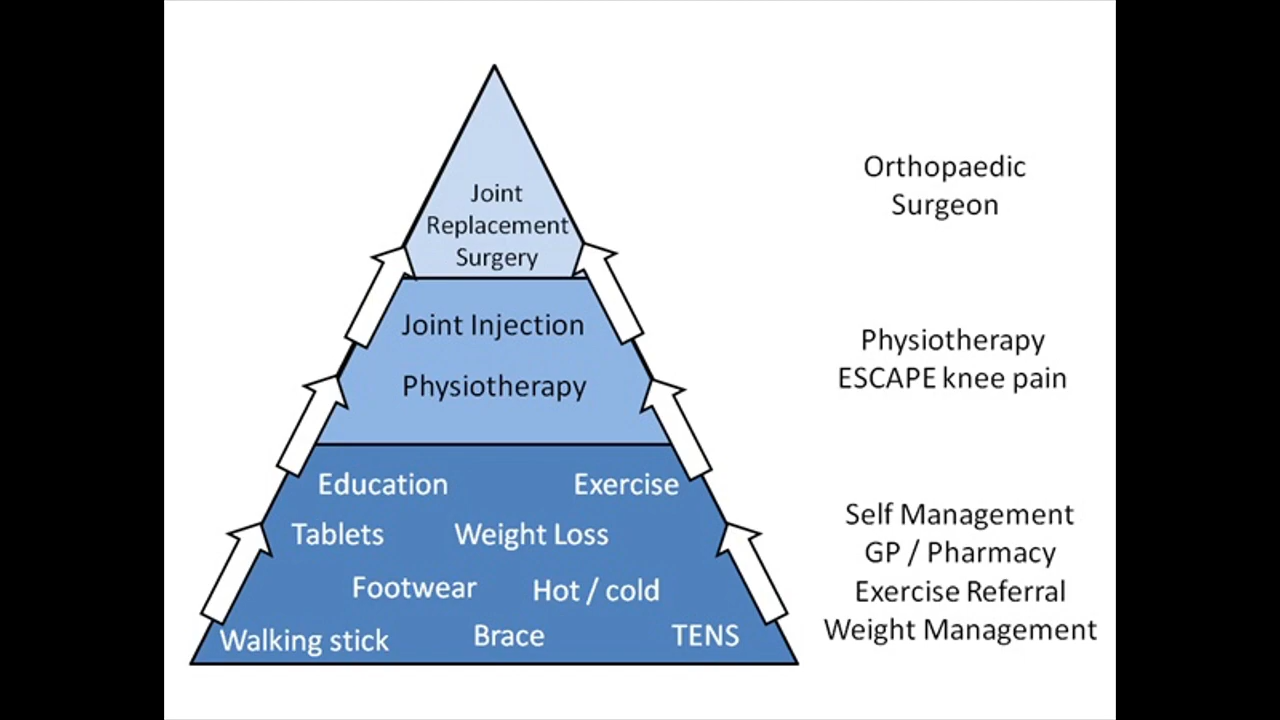 Joint
Replacement
Surgery
Orthopaedic
Surgeon
Joint Injection
Physiotherapy
Physiotherapy
ESCAPE knee pain
Education Exercise
Tablets Weight Loss
Footwear Hot / cold
Walking stick Brace TENS
Self Management
GP / Pharmacy
Exercise Referral
Weight Management